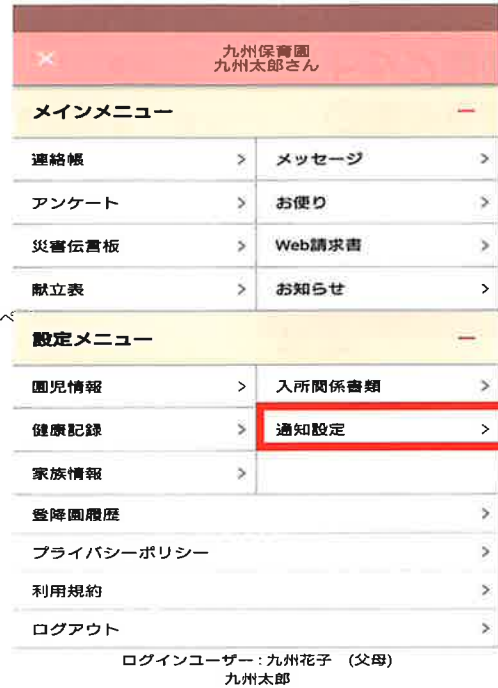 九州保育園
九州太郎さん
メインメニュー
連絡帳
メッセージ
アンケート
お便り
災害伝言板
Web請求書
献立表
お知らせ
ペ
設定メニュー
園児情報
入所関係書類
健康記録
通知設定
家族情報
登降園履歴
プライバシーポリシー
利用規約
ログアウト
ログインユーザー：九州花子 (父母)
九州太郎